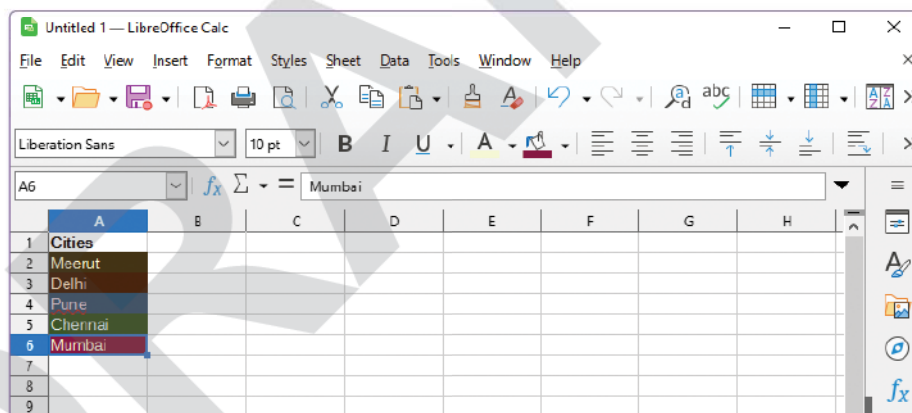 Untitled 1 — LibreOffice Calc
File Edit View Insert Format Styles Sheet Data Tools Window Help
Liberation Sans 10 pt B I U A
A6 fx Σ = Mumbai
A B C D E F G H
1 Cities
2 Meerut
3 Delhi
4 Pune
5 Chennai
6 Mumbai
7
8
9